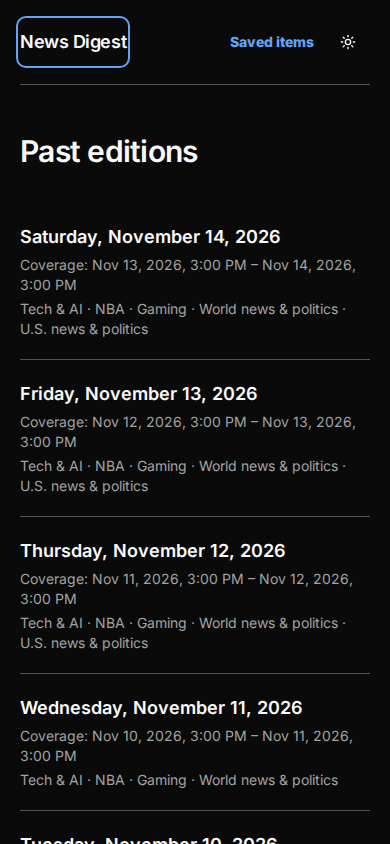 News Digest
Saved items
Past editions
Saturday, November 14, 2026
Coverage: Nov 13, 2026, 3:00 PM – Nov 14, 2026,
3:00 PM
Tech & AI · NBA · Gaming · World news & politics ·
U.S. news & politics
Friday, November 13, 2026
Coverage: Nov 12, 2026, 3:00 PM – Nov 13, 2026,
3:00 PM
Tech & AI · NBA · Gaming · World news & politics ·
U.S. news & politics
Thursday, November 12, 2026
Coverage: Nov 11, 2026, 3:00 PM – Nov 12, 2026,
3:00 PM
Tech & AI · NBA · Gaming · World news & politics ·
U.S. news & politics
Wednesday, November 11, 2026
Coverage: Nov 10, 2026, 3:00 PM – Nov 11, 2026,
3:00 PM
Tech & AI · NBA · Gaming · World news & politics
Tuesday, November 10, 2026